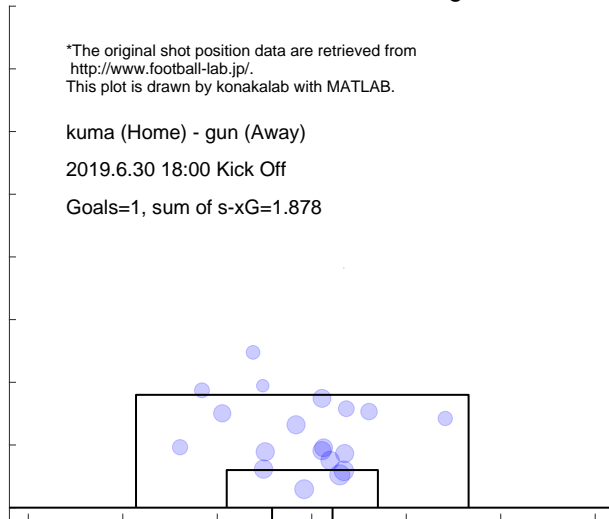 *The original shot position data are retrieved from
http://www.football-lab.jp/.
This plot is drawn by konakalab with MATLAB.
kuma (Home) - gun (Away)
2019.6.30 18:00 Kick Off
Goals=1, sum of s-xG=1.878